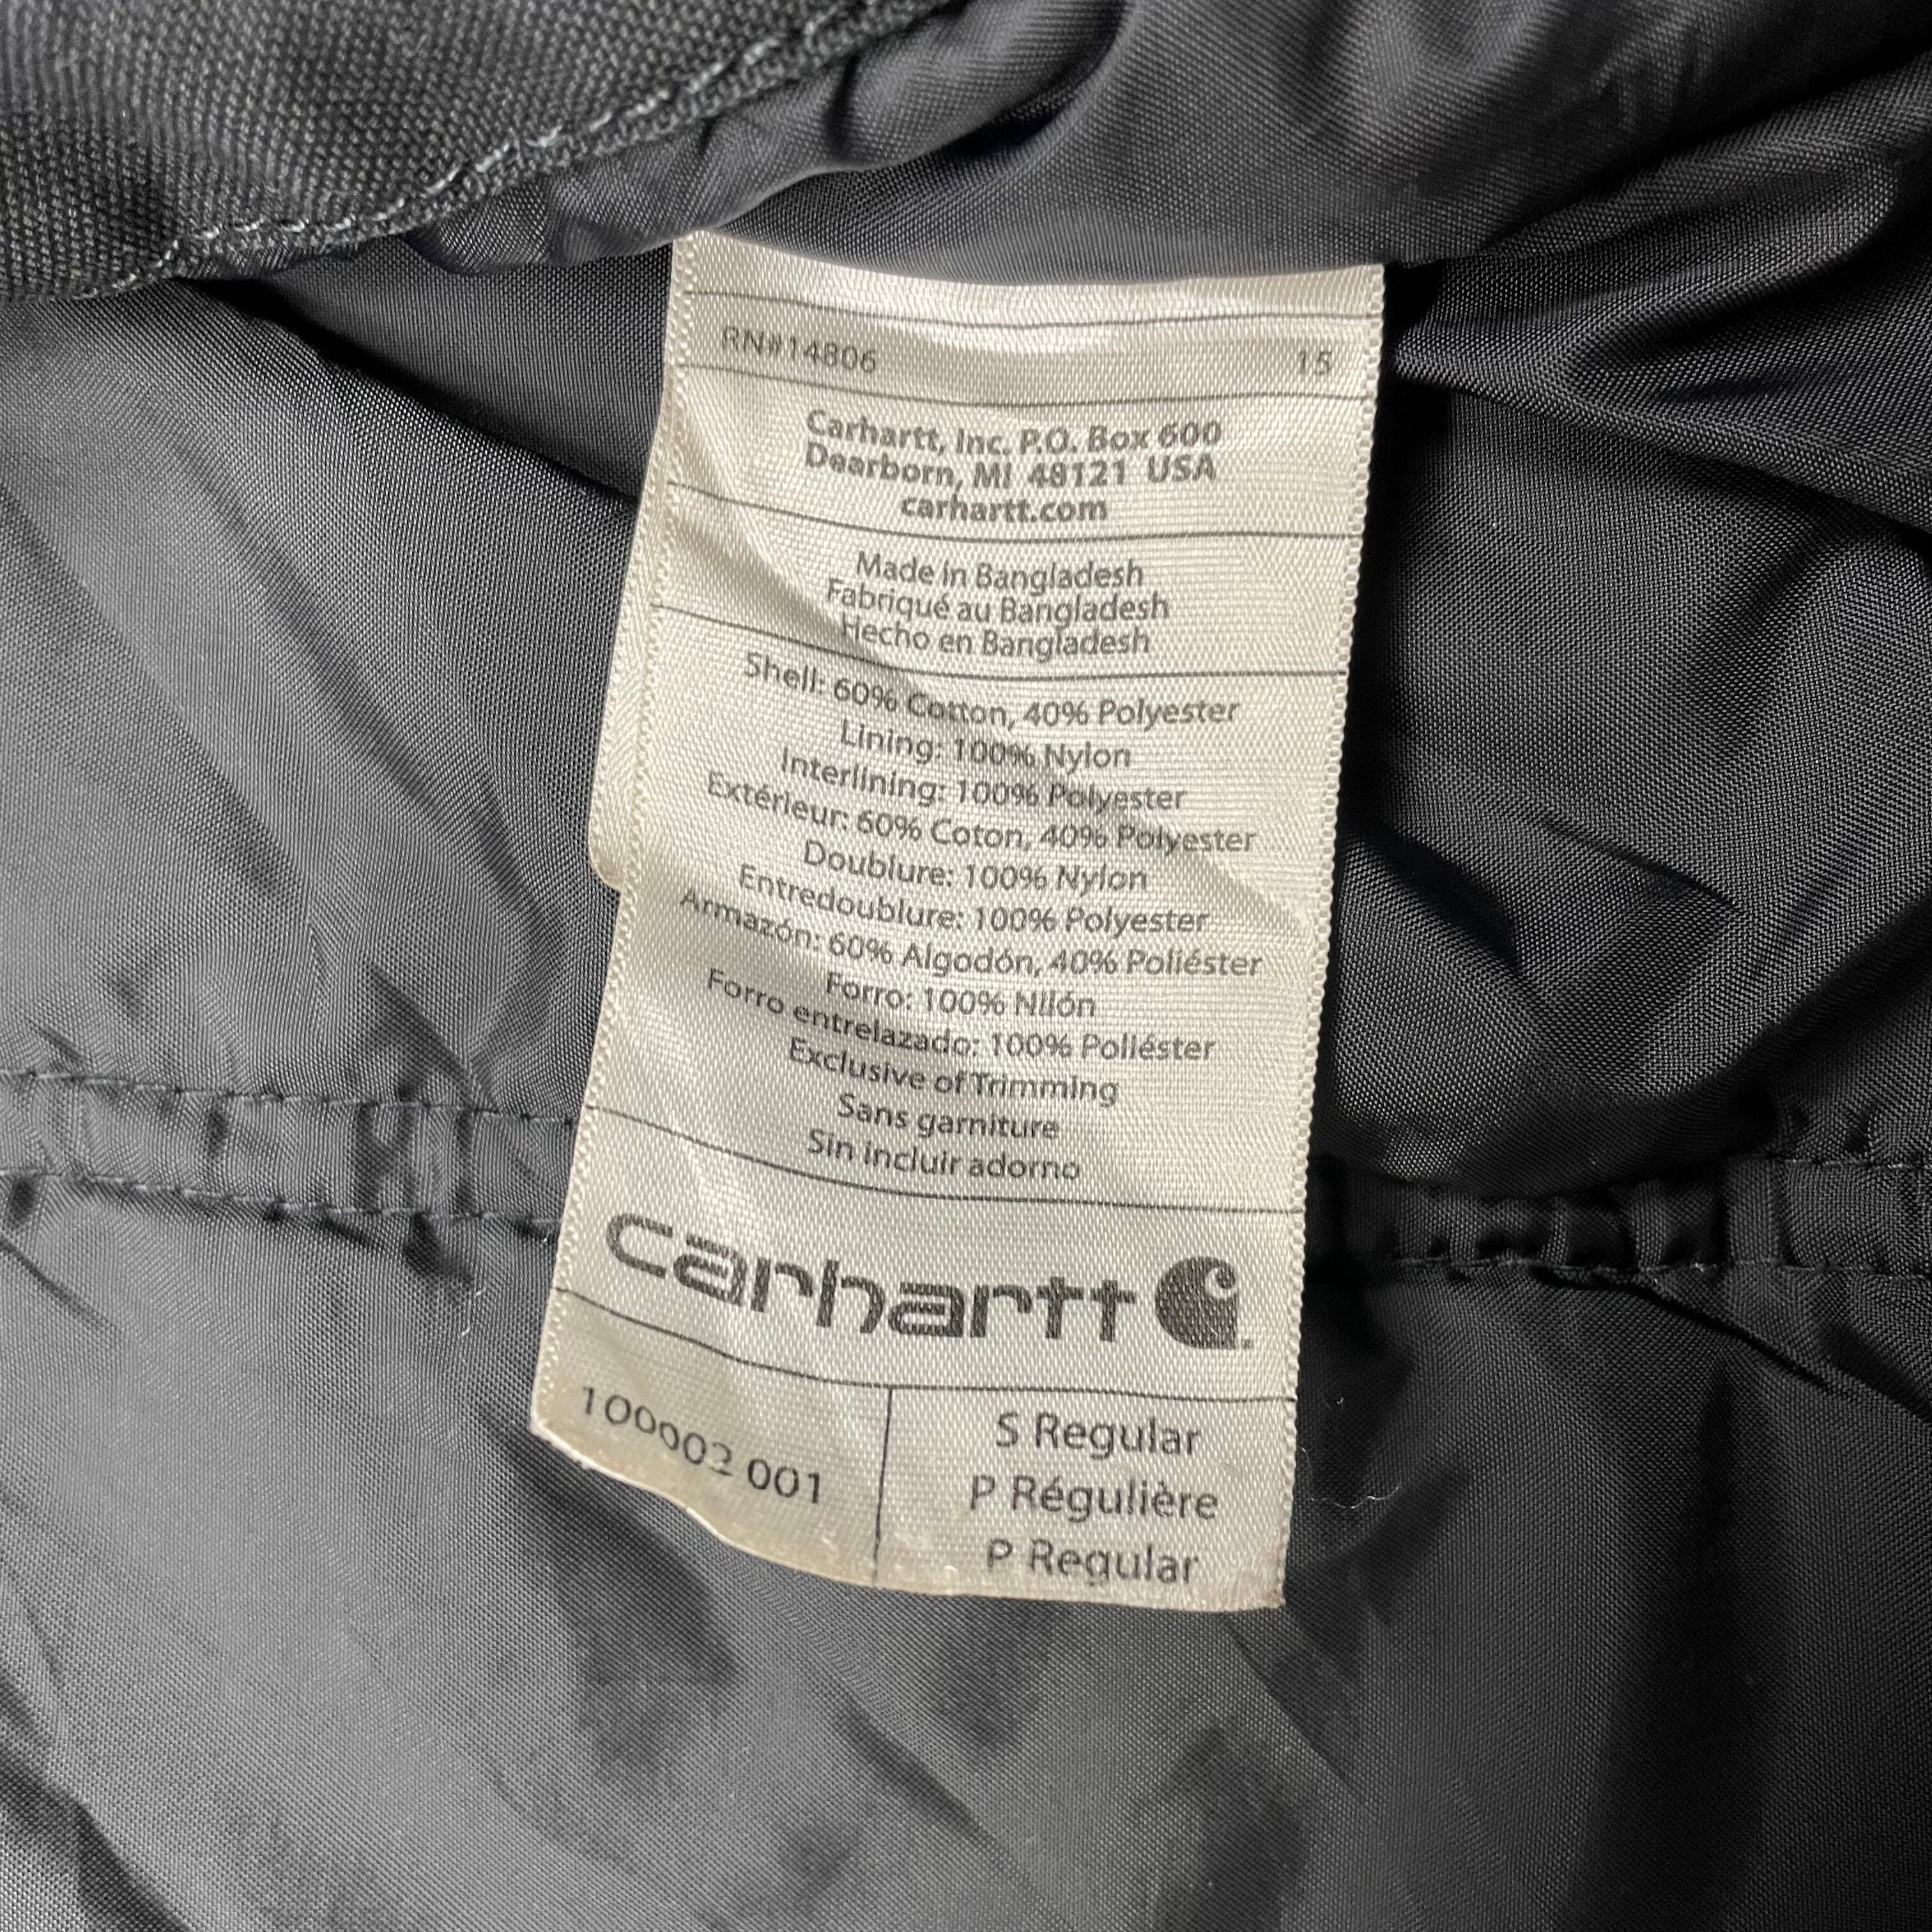 RN#14806 15
Carhartt, Inc. P.O. Box 600
Dearborn, MI 48121 USA
carhartt.com
Made in Bangladesh
Fabriqué au Bangladesh
Hecho en Bangladesh
Shell: 60% Cotton, 40% Polyester
Lining: 100% Nylon
Interlining: 100% Polyester
Extérieur: 60% Coton, 40% Polyester
Doublure: 100% Nylon
Entredoublure: 100% Polyester
Armazón: 60% Algodón, 40% Poliéster
Forro: 100% Nilón
Forro entrelazado: 100% Poliéster
Exclusive of Trimming
Sans garniture
Sin incluir adorno
carhartt
100002 001
S Regular
P Régulière
P Regular